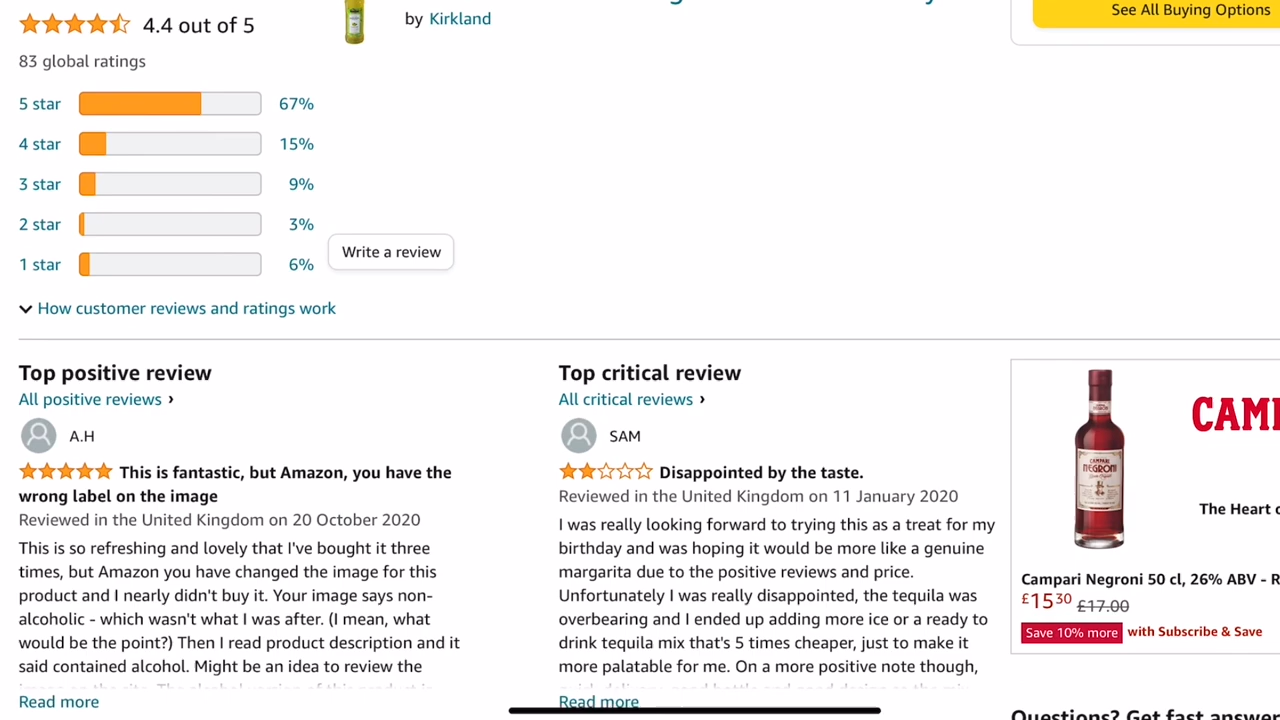 4.4 out of 5
by Kirkland
See All Buying Options
83 global ratings
5 star 67%
4 star 15%
3 star 9%
2 star 3%
1 star 6%
Write a review
How customer reviews and ratings work
Top positive review
All positive reviews ›
A.H
This is fantastic, but Amazon, you have the
wrong label on the image
Reviewed in the United Kingdom on 20 October 2020
This is so refreshing and lovely that I've bought it three
times, but Amazon you have changed the image for this
product and I nearly didn't buy it. Your image says non-
alcoholic - which wasn't what I was after. (I mean, what
would be the point?) Then I read product description and it
said contained alcohol. Might be an idea to review the
Read more
Top critical review
All critical reviews ›
SAM
Disappointed by the taste.
Reviewed in the United Kingdom on 11 January 2020
I was really looking forward to trying this as a treat for my
birthday and was hoping it would be more like a genuine
margarita due to the positive reviews and price.
Unfortunately I was really disappointed, the tequila was
overbearing and I ended up adding more ice or a ready to
drink tequila mix that's 5 times cheaper, just to make it
more palatable for me. On a more positive note though,
Read more
CAMPARI
NEGRONI
CAM
The Heart
Campari Negroni 50 cl, 26% ABV - R
£15 30 £17.00
Save 10% more with Subscribe & Save
Questions? Get fast answer